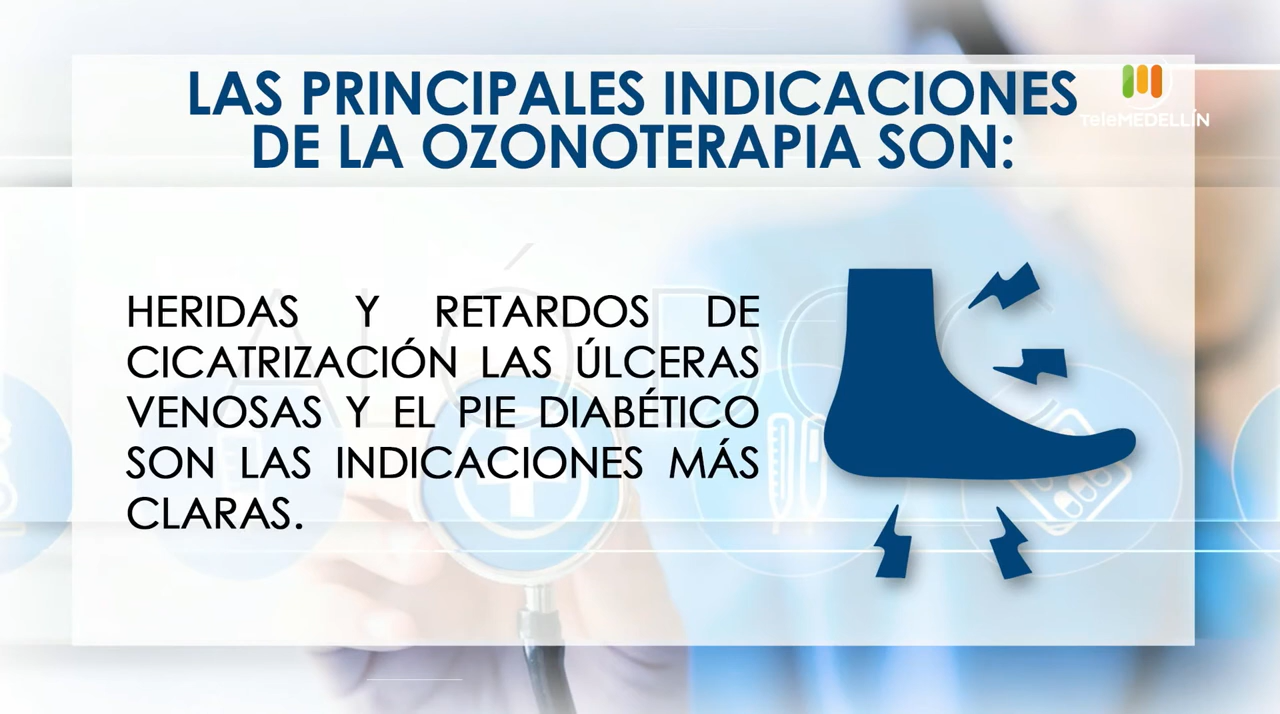 LAS PRINCIPALES INDICACIONES
DE LA OZONOTERAPIA SON:
TeleMEDELLÍN
HERIDAS Y RETARDOS DE
CICATRIZACIÓN LAS ÚLCERAS
VENOSAS Y EL PIE DIABÉTICO
SON LAS INDICACIONES MÁS
CLARAS.